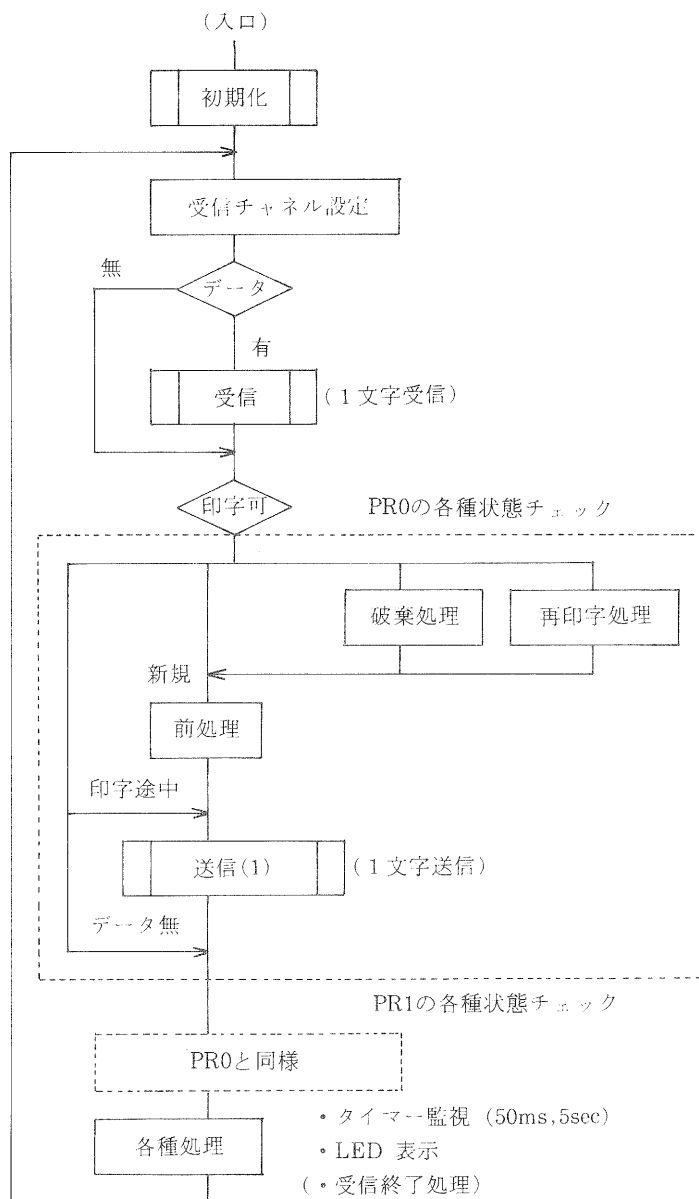 (入口)
初期化
受信チャネル設定
無
データ
有
受信
(1文字受信)
印字可
PR0の各種状態チェック
破棄処理
再印字処理
新規
前処理
印字途中
送信(1)
(1文字送信)
データ無
PR1の各種状態チェック
PR0と同様
各種処理
・タイマー監視 (50ms,5sec)
・LED 表示
(・受信終了処理)